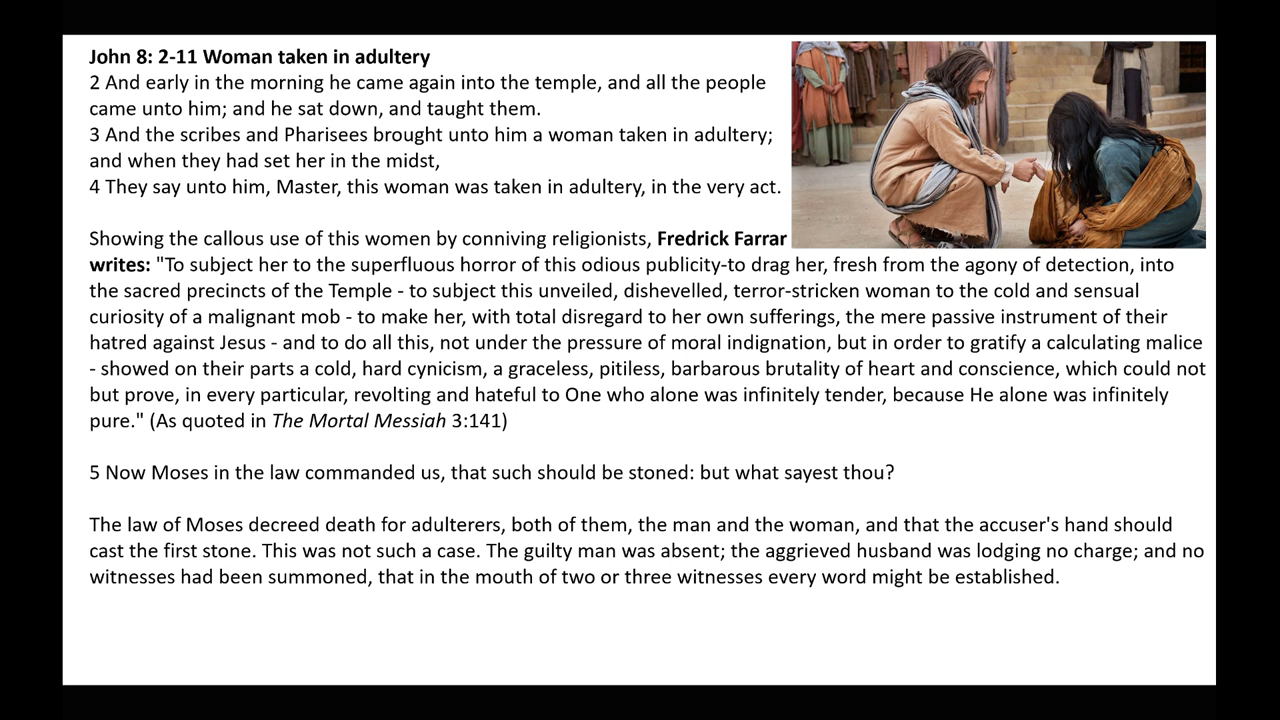 John 8: 2-11 Woman taken in adultery
2 And early in the morning he came again into the temple, and all the people
came unto him; and he sat down, and taught them.
3 And the scribes and Pharisees brought unto him a woman taken in adultery;
and when they had set her in the midst,
4 They say unto him, Master, this woman was taken in adultery, in the very act.
Showing the callous use of this women by conniving religionists, Fredrick Farrar
writes: "To subject her to the superfluous horror of this odious publicity-to drag her, fresh from the agony of detection, into
the sacred precincts of the Temple - to subject this unveiled, dishevelled, terror-stricken woman to the cold and sensual
curiosity of a malignant mob - to make her, with total disregard to her own sufferings, the mere passive instrument of their
hatred against Jesus - and to do all this, not under the pressure of moral indignation, but in order to gratify a calculating malice
- showed on their parts a cold, hard cynicism, a graceless, pitiless, barbarous brutality of heart and conscience, which could not
but prove, in every particular, revolting and hateful to One who alone was infinitely tender, because He alone was infinitely
pure." (As quoted in The Mortal Messiah 3:141)
5 Now Moses in the law commanded us, that such should be stoned: but what sayest thou?
The law of Moses decreed death for adulterers, both of them, the man and the woman, and that the accuser's hand should
cast the first stone. This was not such a case. The guilty man was absent; the aggrieved husband was lodging no charge; and no
witnesses had been summoned, that in the mouth of two or three witnesses every word might be established.